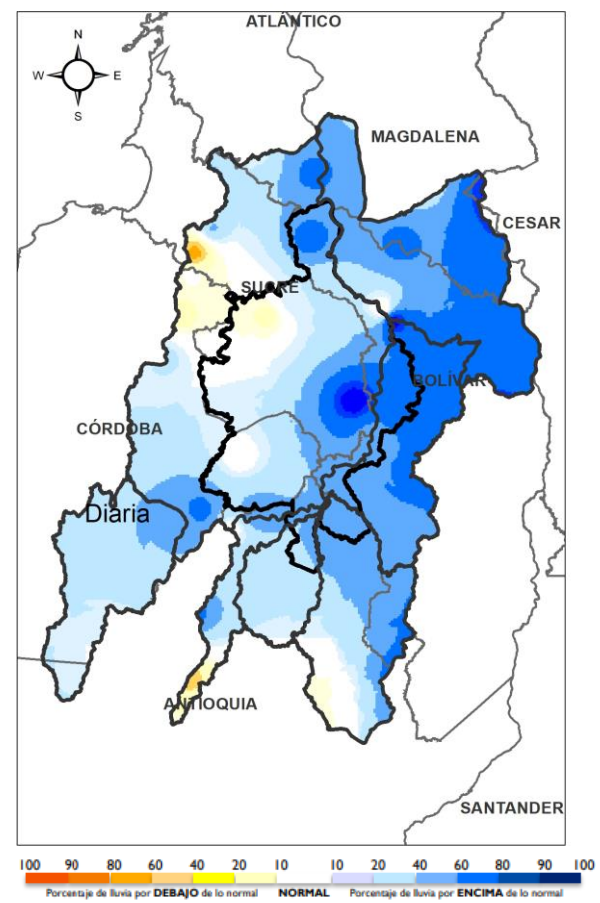 ATLÁNTICO
N
W E
S
MAGDALENA
CESAR
SUCRE
BOLÍVAR
CÓRDOBA
Diaria
ANTIOQUIA
SANTANDER
100 90 80 60 40 20 10 10 20 40 60 80 90 100
Porcentaje de lluvia por DEBAJO de lo normal NORMAL Porcentaje de lluvia por ENCIMA de lo normal